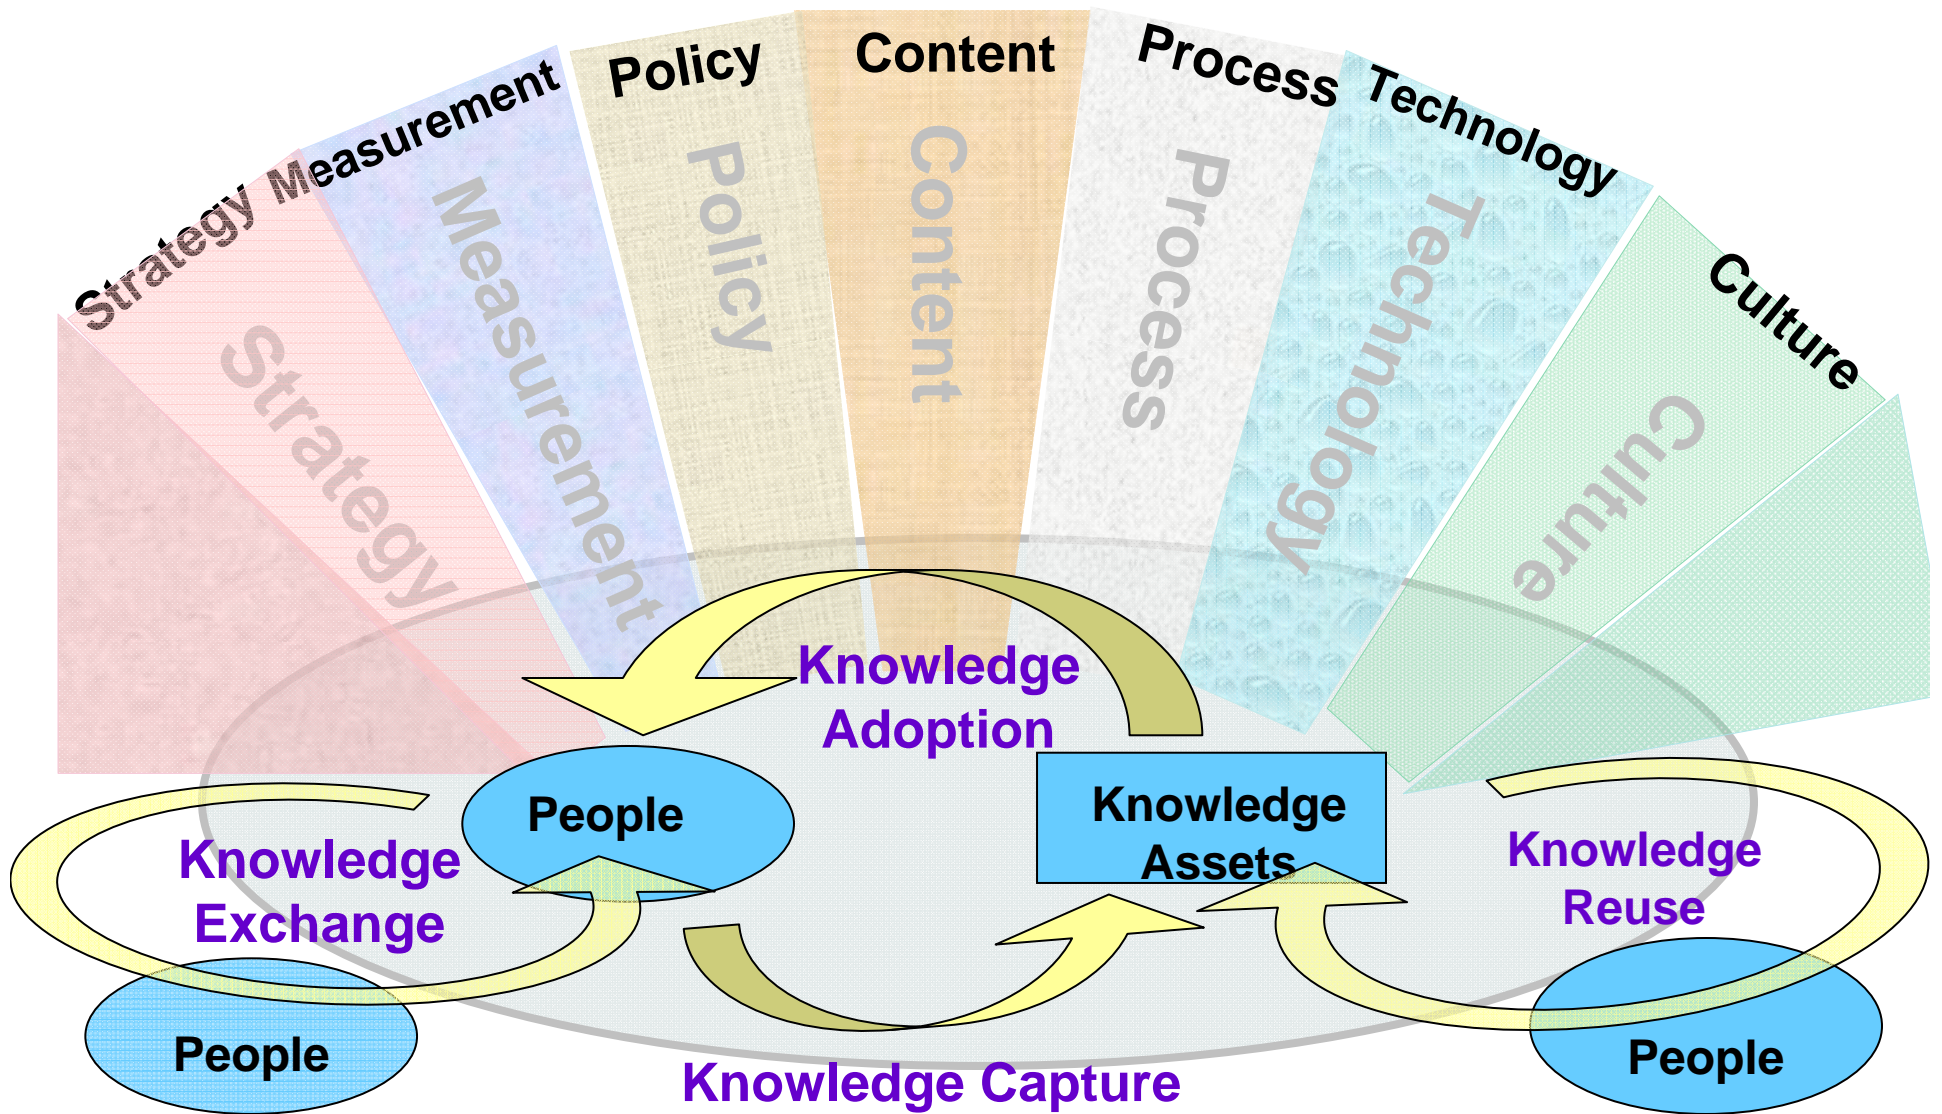 Strategy
Measurement
Policy
Content
Process
Technology
Culture
Strategy
Measurement
Policy
Content
Process
Technology
Culture
Knowledge
Adoption
People
Knowledge
Assets
Knowledge
Exchange
Knowledge
Reuse
People
People
Knowledge Capture